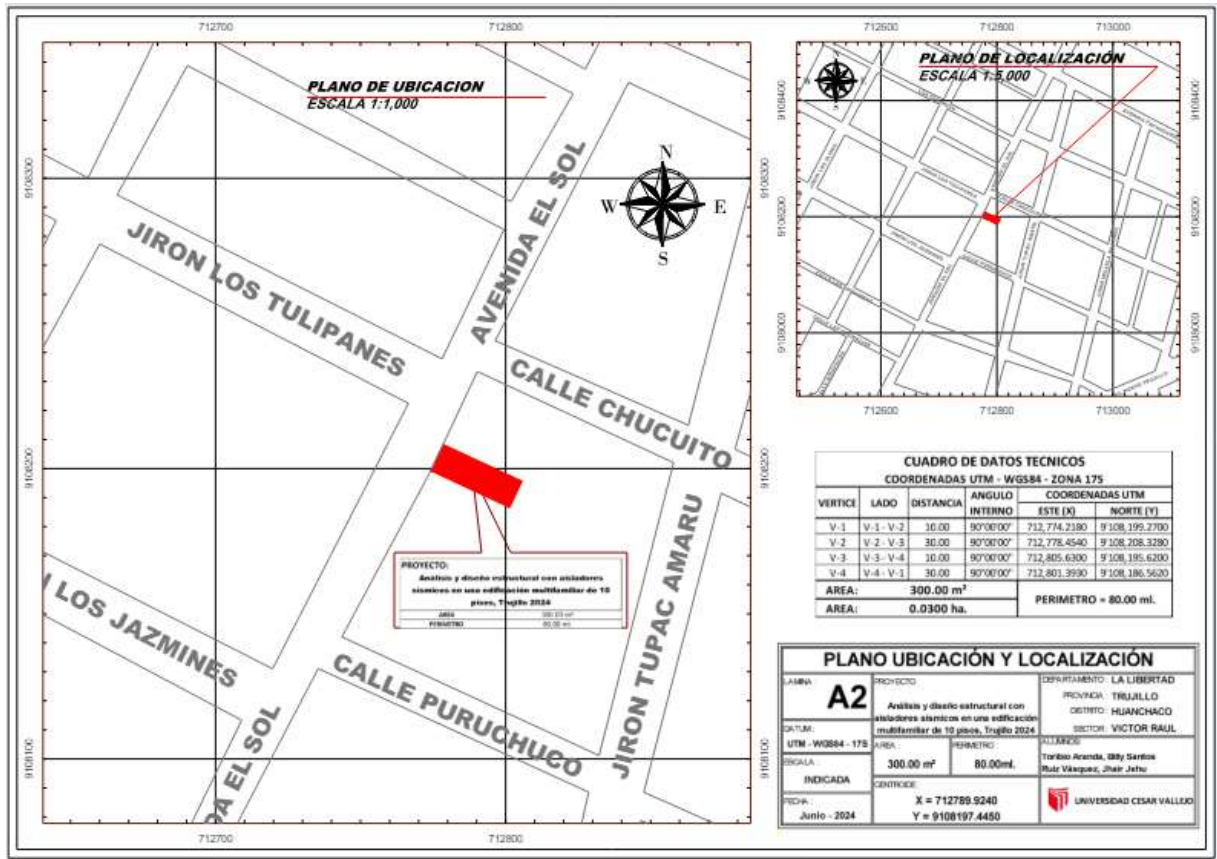 712700
712800
PLANO DE UBICACION
ESCALA 1:1,000
9108300
9108300
AVENIDA EL SOL
N
W
E
S
JIRON LOS TULIPANES
CALLE CHUCUITO
9108200
9108200
PROYECTO:
Análisis y diseño estructural con aisladores
sísmicos en una edificación multifamiliar de 10
pisos, Trujillo 2024
AREA 300.00 m²
PERIMETRO 80.00 ml.
JIRON TUPAC AMARU
N LOS JAZMINES
CALLE PURUCHUCO
DA EL SOL
9108100
9108100
712700
712800
712600
712800
713000
PLANO DE LOCALIZACIÓN
ESCALA 1:5,000
S
9108400
9108400
9108200
9108200
9108000
9108000
712600
712800
713000
CUADRO DE DATOS TECNICOS
COORDENADAS UTM - WGS84 - ZONA 17S
VERTICE LADO DISTANCIA ANGULO INTERNO COORDENADAS UTM
ESTE (X) NORTE (Y)
V-1 V-1 - V-2 10.00 90°00'00" 712,774.2180 9'108,199.2700
V-2 V-2 - V-3 30.00 90°00'00" 712,778.4540 9'108,208.3280
V-3 V-3 - V-4 10.00 90°00'00" 712,805.6300 9'108,195.6200
V-4 V-4 - V-1 30.00 90°00'00" 712,801.3930 9'108,186.5620
AREA: 300.00 m²
AREA: 0.0300 ha.
PERIMETRO = 80.00 ml.
PLANO UBICACIÓN Y LOCALIZACIÓN
LAMINA
A2
PROYECTO
Análisis y diseño estructural con
aisladores sísmicos en una edificación
multifamiliar de 10 pisos, Trujillo 2024
DEPARTAMENTO : LA LIBERTAD
PROVINCIA : TRUJILLO
DISTRITO : HUANCHACO
SECTOR : VICTOR RAUL
DATUM :
UTM - WGS84 - 17S
AREA :
300.00 m²
PERIMETRO :
80.00ml.
ALUMNOS:
Toribio Aranda, Billy Santos
Ruiz Vásquez, Jhair Jehu
ESCALA :
INDICADA
CENTROIDE:
X = 712789.9240
Y = 9108197.4450
FECHA :
Junio - 2024
UNIVERSIDAD CESAR VALLEJO